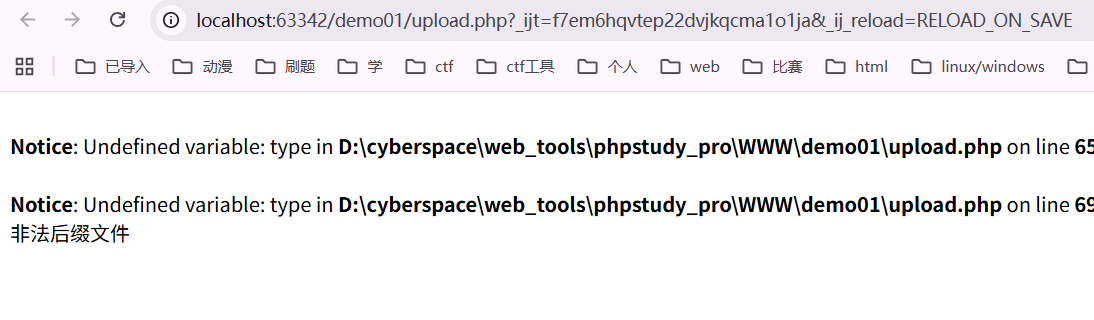 localhost:63342/demo01/upload.php?_ijt=f7em6hqvtep22dvjkqcma1o1ja&_ij_reload=RELOAD_ON_SAVE
已导入 动漫 刷题 学 ctf ctf工具 个人 web 比赛 html linux/windows
Notice: Undefined variable: type in D:\cyberspace\web_tools\phpstudy_pro\WWW\demo01\upload.php on line 65
Notice: Undefined variable: type in D:\cyberspace\web_tools\phpstudy_pro\WWW\demo01\upload.php on line 69
非法后缀文件